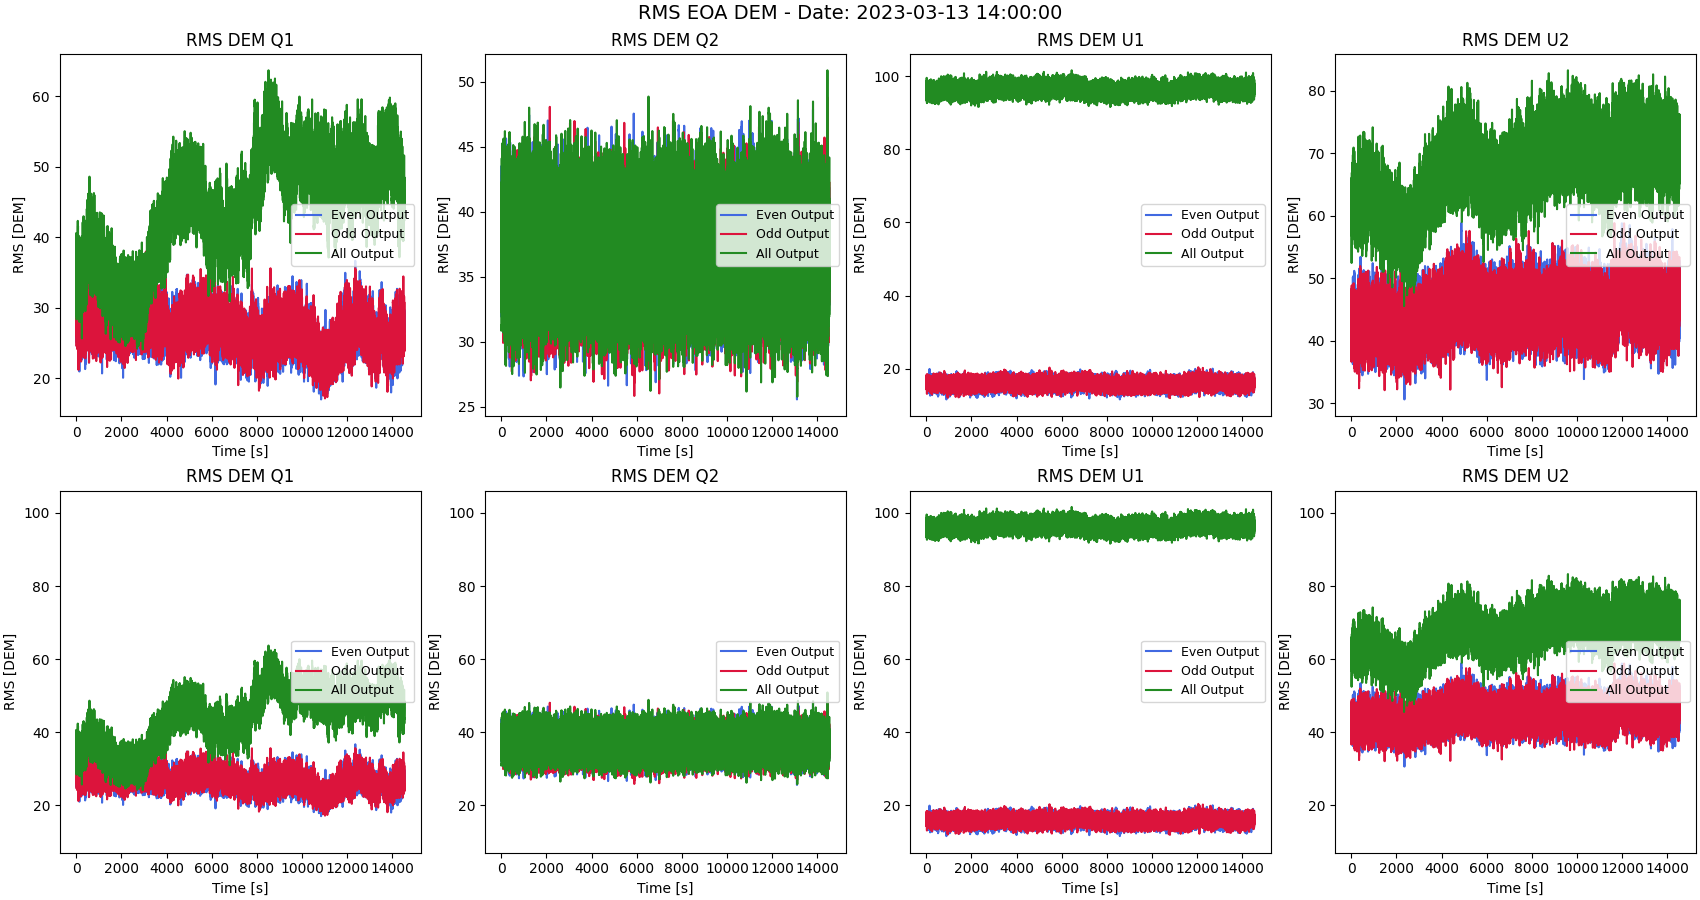 RMS EOA DEM - Date: 2023-03-13 14:00:00
RMS DEM Q1
RMS DEM Q2
RMS DEM U1
RMS DEM U2
RMS [DEM]
60
50
40
30
20
Even Output
Odd Output
All Output
0 2000 4000 6000 8000 10000 12000 14000
Time [s]
RMS [DEM]
50
45
40
35
30
25
Even Output
Odd Output
All Output
0 2000 4000 6000 8000 10000 12000 14000
Time [s]
RMS [DEM]
100
80
60
40
20
Even Output
Odd Output
All Output
0 2000 4000 6000 8000 10000 12000 14000
Time [s]
RMS [DEM]
80
70
60
50
40
30
Even Output
Odd Output
All Output
0 2000 4000 6000 8000 10000 12000 14000
Time [s]
RMS DEM Q1
RMS DEM Q2
RMS DEM U1
RMS DEM U2
RMS [DEM]
100
80
60
40
20
Even Output
Odd Output
All Output
0 2000 4000 6000 8000 10000 12000 14000
Time [s]
RMS [DEM]
100
80
60
40
20
Even Output
Odd Output
All Output
0 2000 4000 6000 8000 10000 12000 14000
Time [s]
RMS [DEM]
100
80
60
40
20
Even Output
Odd Output
All Output
0 2000 4000 6000 8000 10000 12000 14000
Time [s]
RMS [DEM]
100
80
60
40
20
Even Output
Odd Output
All Output
0 2000 4000 6000 8000 10000 12000 14000
Time [s]